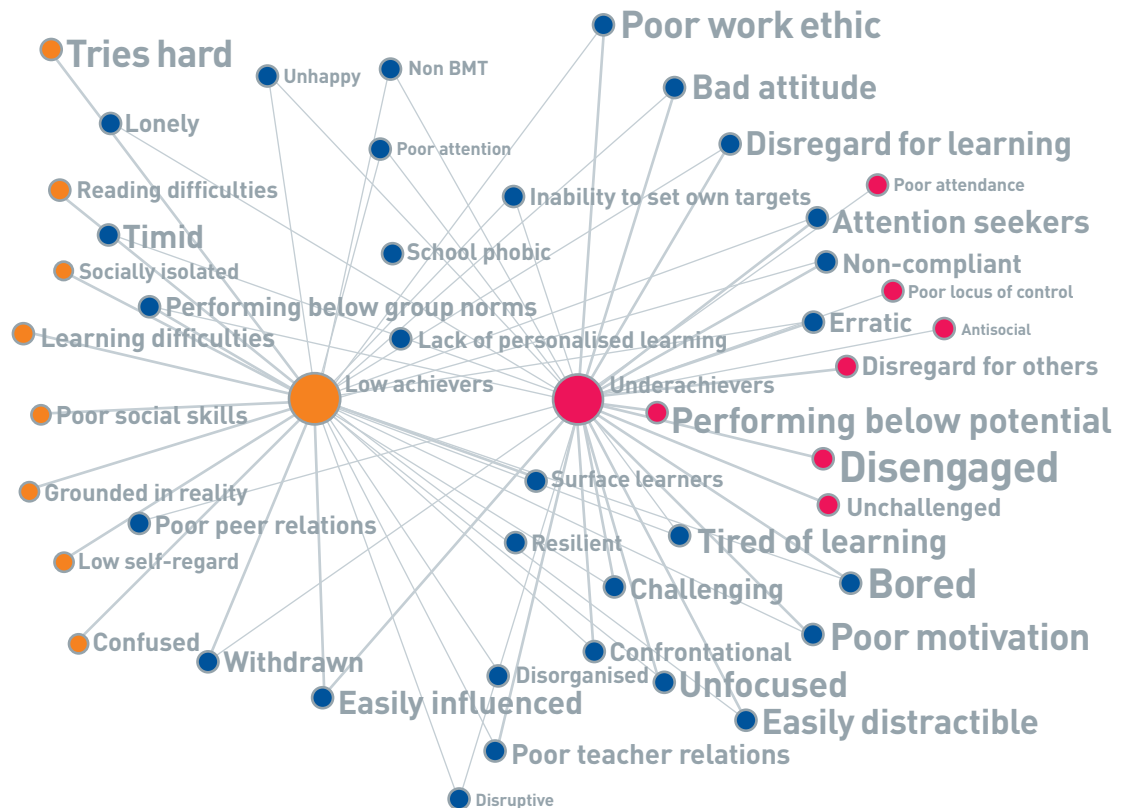 Poor work ethic
Tries hard
Unhappy
Non BMT
Bad attitude
Lonely
Poor attention
Disregard for learning
Reading difficulties
Inability to set own targets
Poor attendance
Timid
Attention seekers
School phobic
Socially isolated
Non-compliant
Poor locus of control
Performing below group norms
Learning difficulties
Lack of personalised learning
Erratic
Antisocial
Disregard for others
Low achievers
Underachievers
Poor social skills
Performing below potential
Disengaged
Surface learners
Grounded in reality
Unchallenged
Poor peer relations
Resilient
Tired of learning
Low self-regard
Challenging
Bored
Confused
Poor motivation
Withdrawn
Confrontational
Disorganised
Unfocused
Easily influenced
Easily distractible
Poor teacher relations
Disruptive